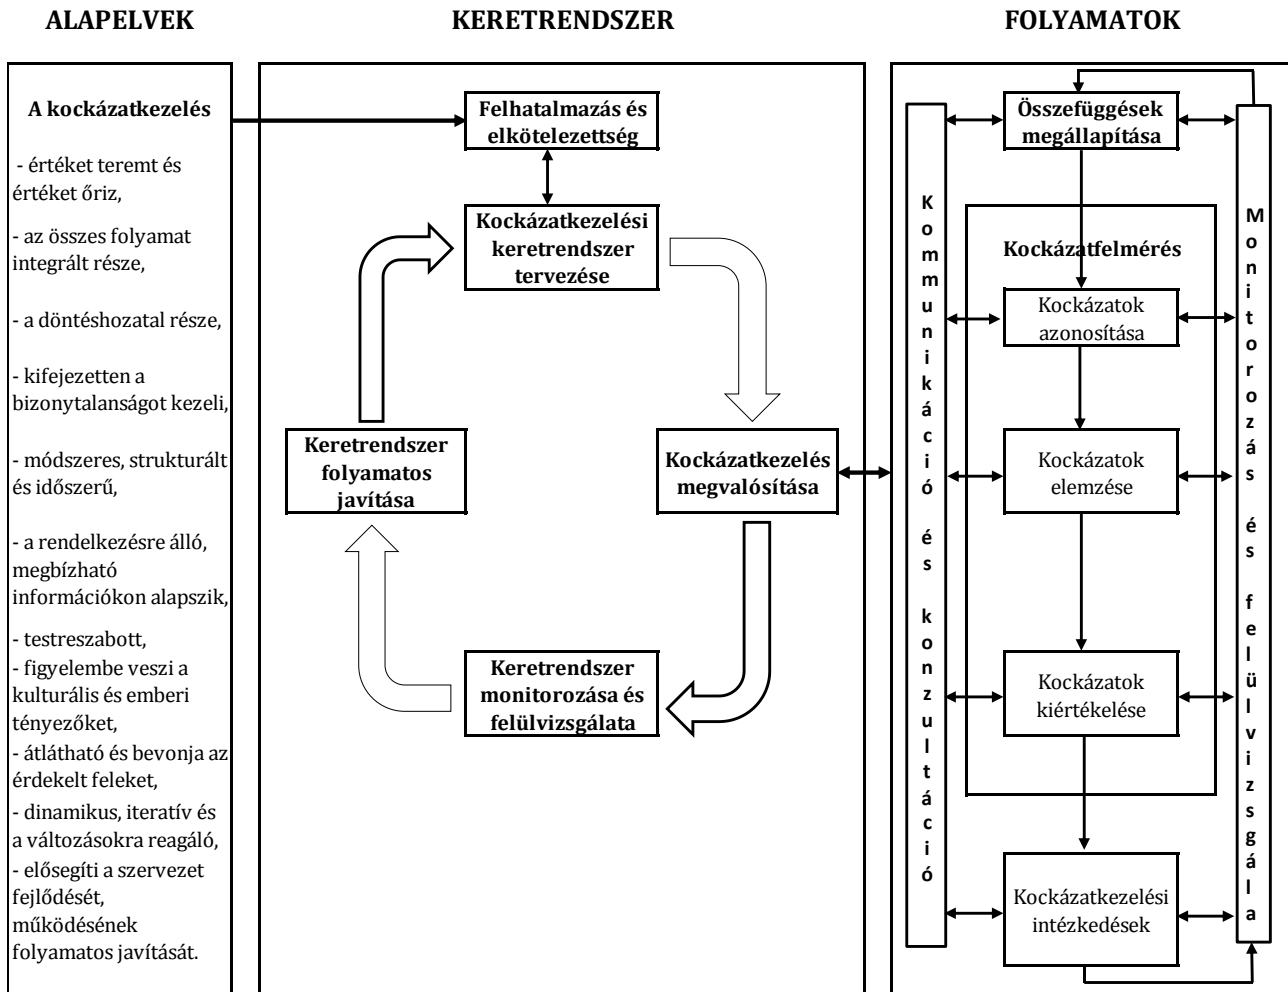 ALAPELVEK
KERETRENDSZER
FOLYAMATOK
A kockázatkezelés
- értéket teremt és
értéket őriz,
- az összes folyamat
integrált része,
- a döntéshozatal része,
- kifejezetten a
bizonytalanságot kezeli,
- módszeres, strukturált
és időszerű,
- a rendelkezésre álló,
megbízható
információkon alapszik,
- testreszabott,
- figyelembe veszi a
kulturális és emberi
tényezőket,
- átlátható és bevonja az
érdekelt feleket,
- dinamikus, iteratív és
a változásokra reagáló,
- elősegíti a szervezet
fejlődését,
működésének
folyamatos javítását.
Felhatalmazás és
elkötelezettség
Kockázatkezelési
keretrendszer
tervezése
Keretrendszer
folyamatos
javítása
Kockázatkezelés
megvalósítása
Keretrendszer
monitorozása és
felülvizsgálata
Kommunikáció és konzultáció
Összefüggések
megállapítása
Kockázatfelmérés
Kockázatok
azonosítása
Kockázatok
elemzése
Kockázatok
kiértékelése
Kockázatkezelési
intézkedések
Monitorozás és felülvizsgála